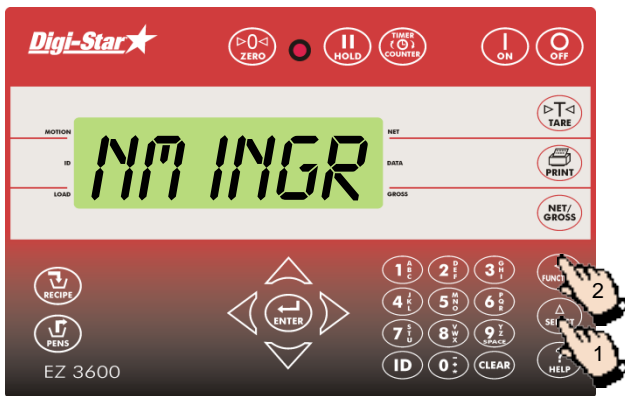 Digi-Star
ZERO
HOLD
TIMER
COUNTER
ON
OFF
TARE
MOTION
NET
NMINGR
ID
DATA
PRINT
LOAD
GROSS
NET/
GROSS
RECIPE
PENS
EZ 3600
ENTER
1 A B C
2 D E F
3 G H I
4 J K L
5 M N O
6 P Q R
7 S T U
8 V W X
9 Y Z SPACE
ID
0 - . +
CLEAR
2
1
? HELP